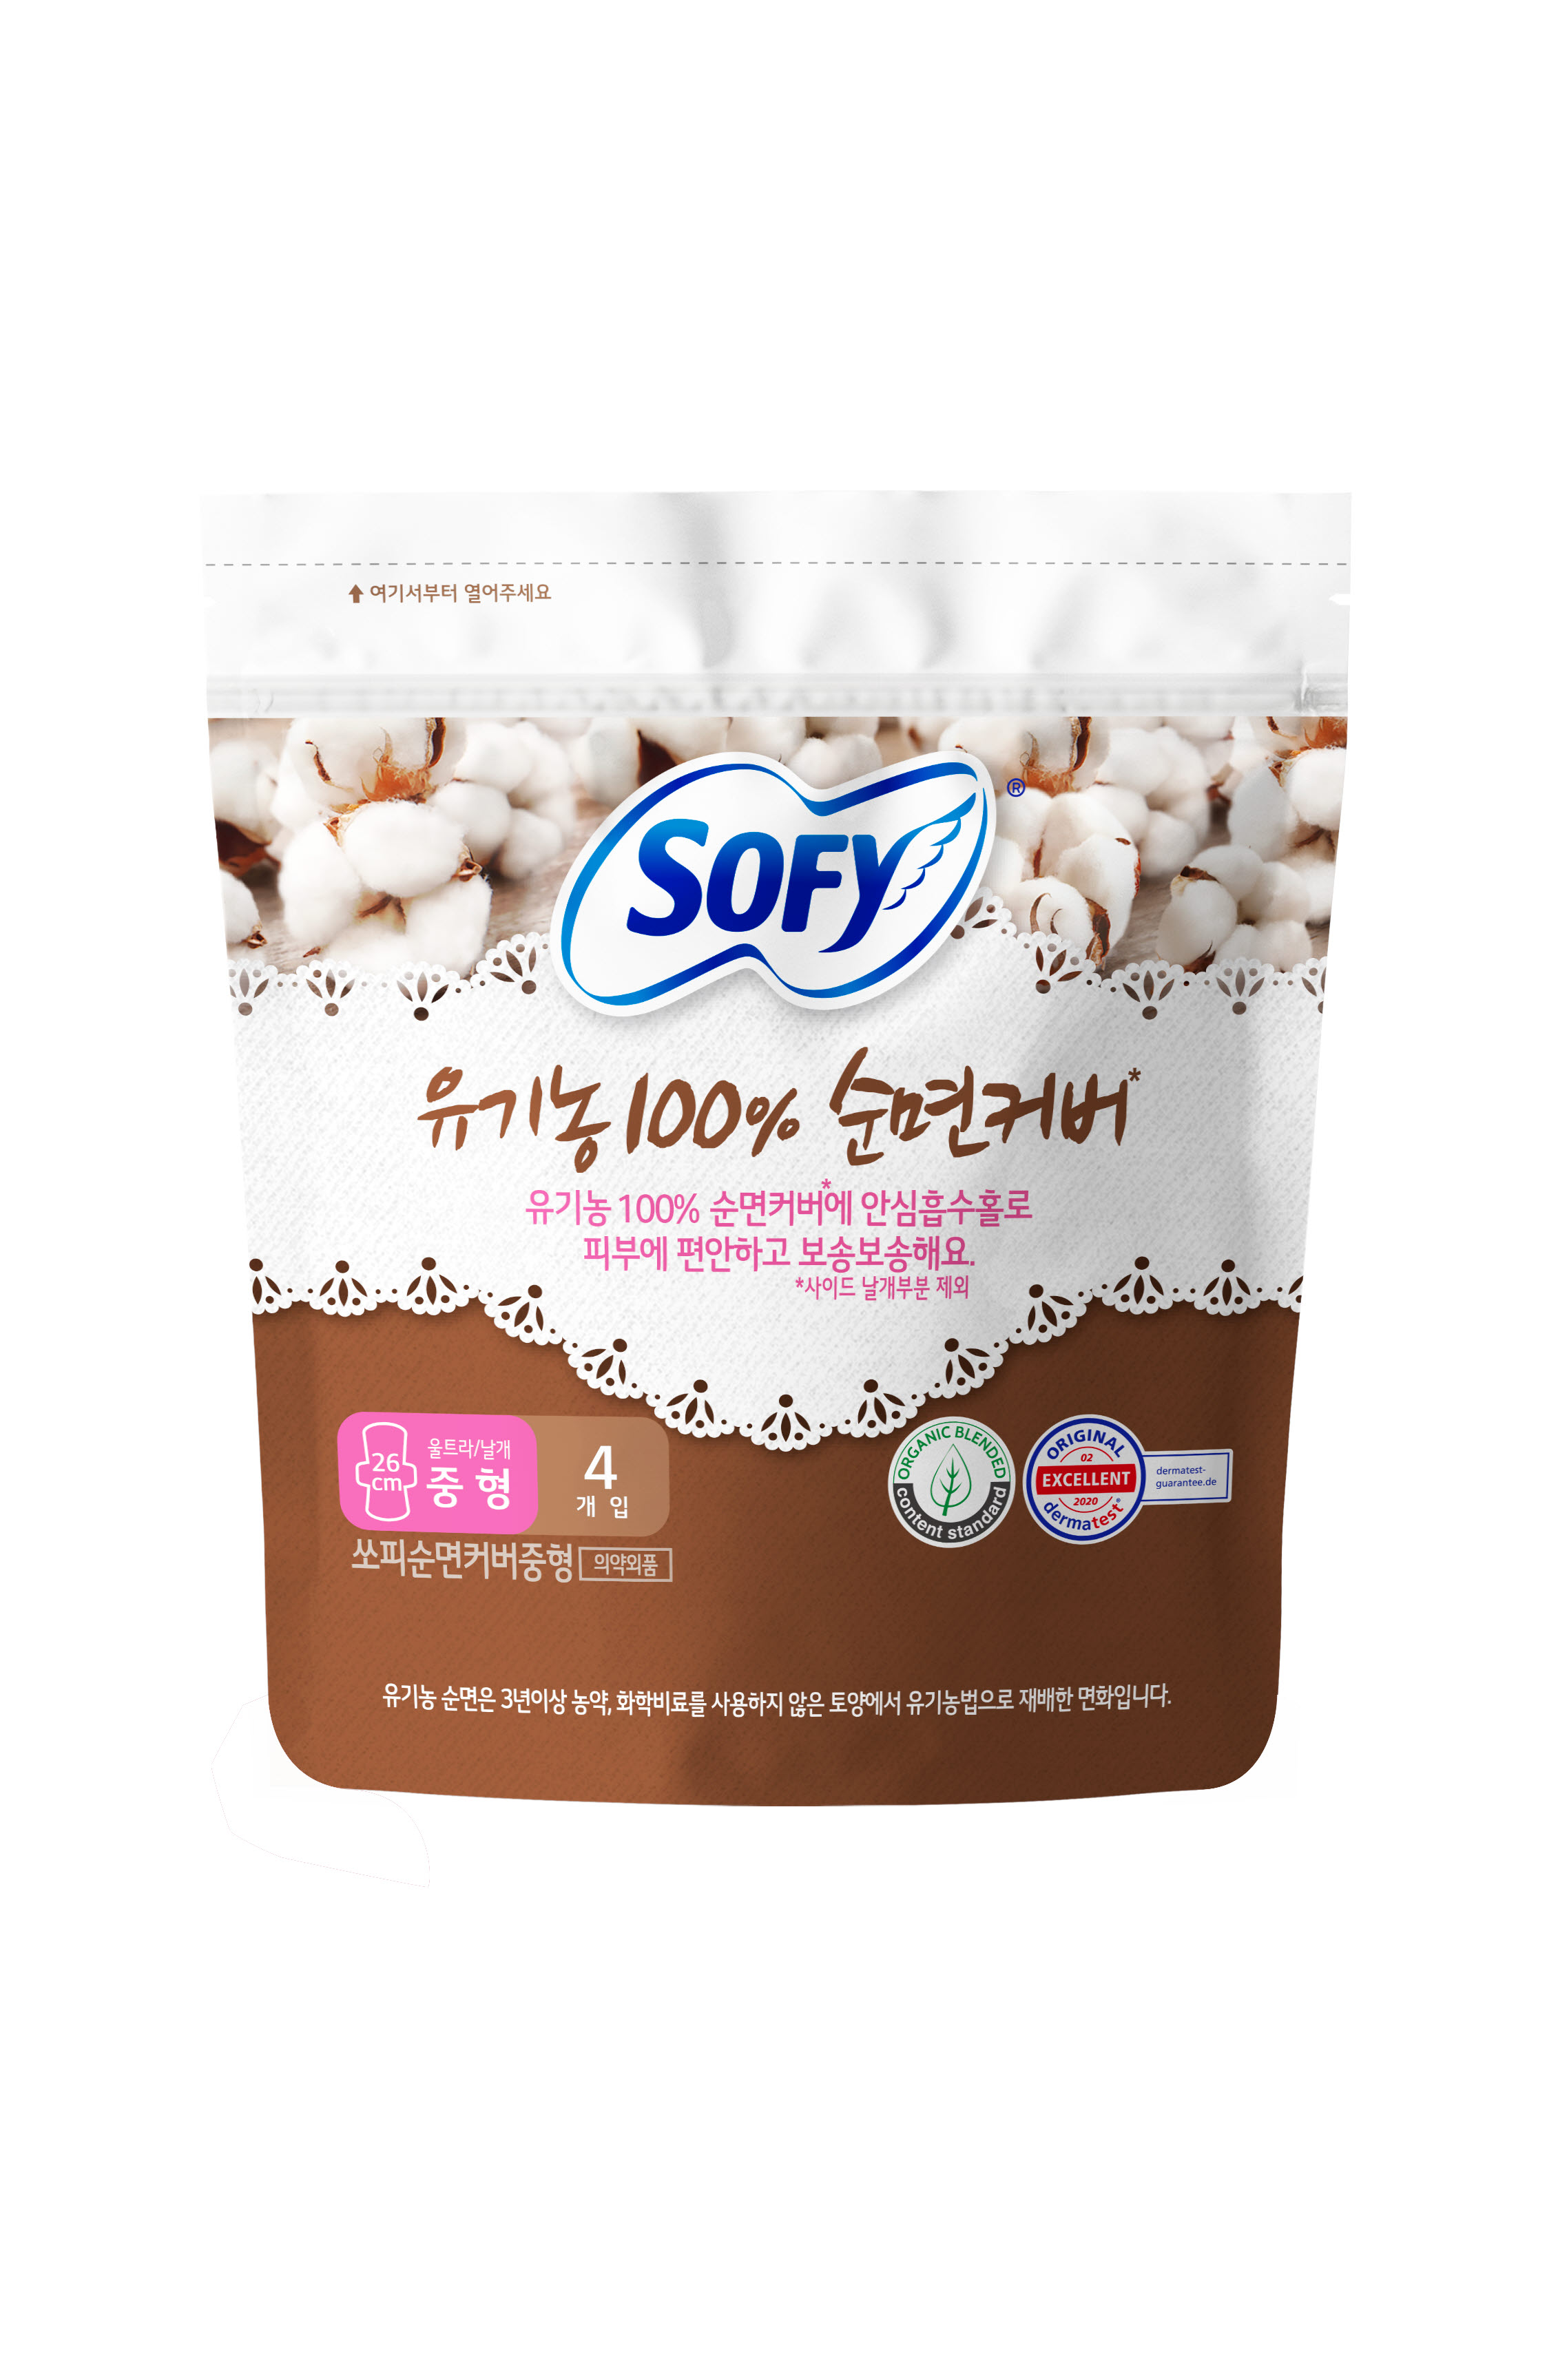 여기서부터 열어주세요
SOFY®
유기농 100% 순면커버*
유기농 100% 순면커버*에 안심흡수홀로
피부에 편안하고 보송보송해요.
*사이드 날개부분 제외
26
cm
울트라/날개
중형
4
개입
쏘피순면커버중형 의약외품
ORGANIC BLENDED
content standard
ORIGINAL
02
EXCELLENT
2020
dermatest®
dermatest-
guarantee.de
유기농 순면은 3년이상 농약, 화학비료를 사용하지 않은 토양에서 유기농법으로 재배한 면화입니다.